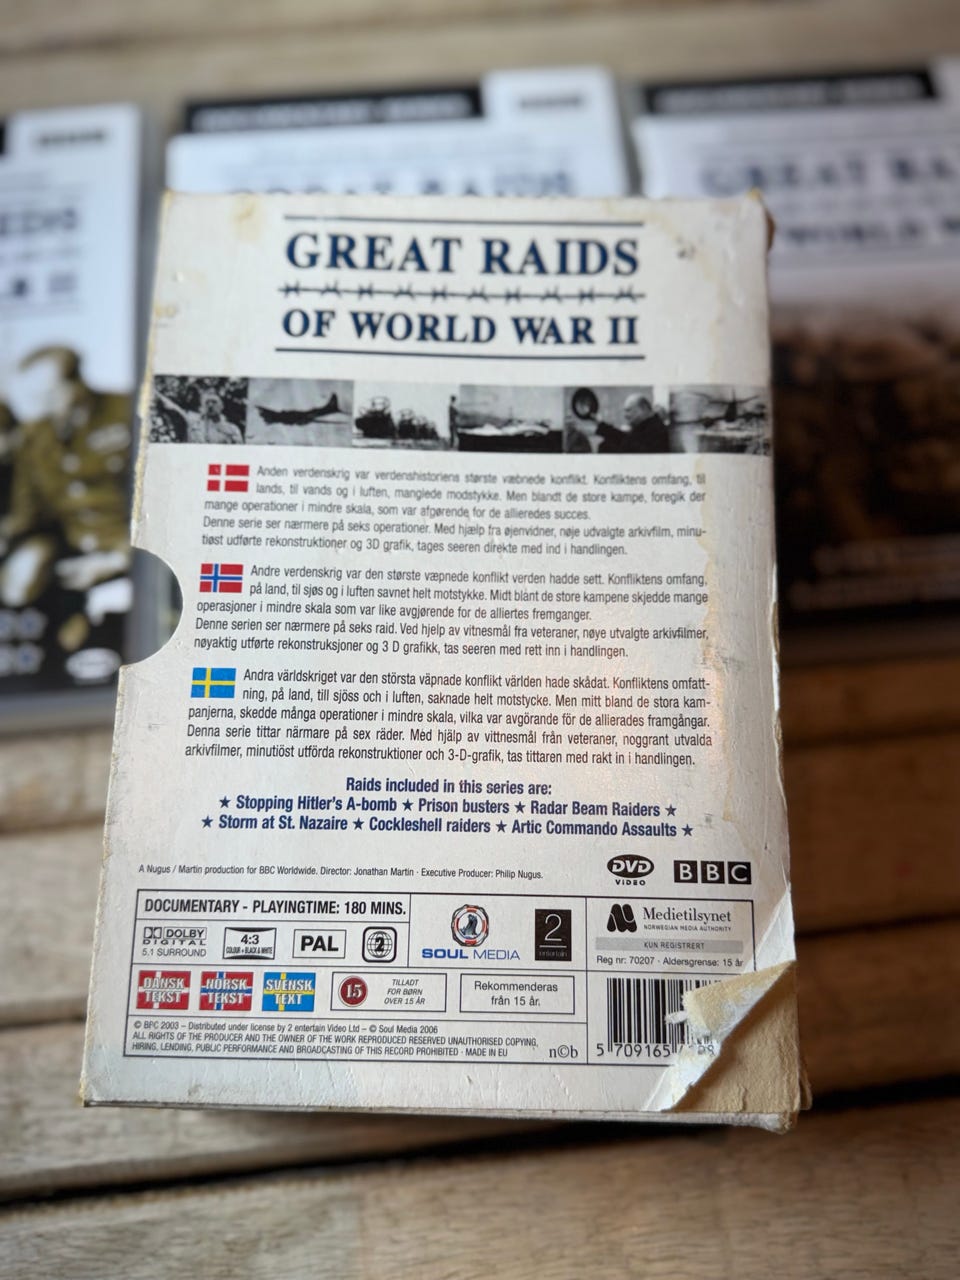 GREAT RAIDS
OF WORLD WAR II
Anden verdenskrig var verdenshistoriens største væbnede konflikt. Konfliktens omfang, til
lands, til vands og i luften, manglede modstykke. Men blandt de store kampe, foregik der
mange operationer i mindre skala, som var afgørende for de allieredes succes.
Denne serie ser nærmere på seks operationer. Med hjælp fra øjenvidner, nøje udvalgte arkivfilm, minu-
tiøst udførte rekonstruktioner og 3D grafik, tages seeren direkte med ind i handlingen.
Andre verdenskrig var den største væpnede konflikt verden hadde sett. Konfliktens omfang,
på land, til sjøs og i luften savnet helt motstykke. Midt blant de store kampene skjedde mange
operasjoner i mindre skala som var like avgjørende for de alliertes fremganger.
Denne serien ser nærmere på seks raid. Ved hjelp av vitnesmål fra veteraner, nøye utvalgte arkivfilmer,
nøyaktig utførte rekonstruksjoner og 3 D grafikk, tas seeren med rett inn i handlingen.
Andra världskriget var den största väpnade konflikt världen hade skådat. Konfliktens omfatt-
ning, på land, till sjöss och i luften, saknade helt motstycke. Men mitt bland de stora kam-
panjerna, skedde många operationer i mindre skala, vilka var avgörande för de allierades framgångar.
Denna serie tittar närmare på sex räder. Med hjälp av vittnesmål från veteraner, noggrant utvalda
arkivfilmer, minutiöst utförda rekonstruktioner och 3-D-grafik, tas tittaren med rakt in i handlingen.
Raids included in this series are:
★ Stopping Hitler's A-bomb ★ Prison busters ★ Radar Beam Raiders ★
★ Storm at St. Nazaire ★ Cockleshell raiders ★ Artic Commando Assaults ★
A Nugus / Martin production for BBC Worldwide. Director: Jonathan Martin · Executive Producer: Philip Nugus.
DVD
VIDEO
BBC
DOCUMENTARY - PLAYINGTIME: 180 MINS.
DOLBY
DIGITAL
5.1 SURROUND
4:3
COLOUR + BLACK & WHITE
PAL
2
SOUL MEDIA
2
entertain
Medietilsynet
NORWEGIAN MEDIA AUTHORITY
KUN REGISTRERT
Reg nr: 70207 · Aldersgrense: 15 år
DANSK
TEKST
NORSK
TEKST
SVENSK
TEXT
15
TILLADT
FOR BØRN
OVER 15 ÅR
Rekommenderas
från 15 år.
© BFC 2003 – Distributed under license by 2 entertain Video Ltd – © Soul Media 2006
ALL RIGHTS OF THE PRODUCER AND THE OWNER OF THE WORK REPRODUCED RESERVED UNAUTHORISED COPYING,
HIRING, LENDING, PUBLIC PERFORMANCE AND BROADCASTING OF THIS RECORD PROHIBITED · MADE IN EU
n©b
5 709165